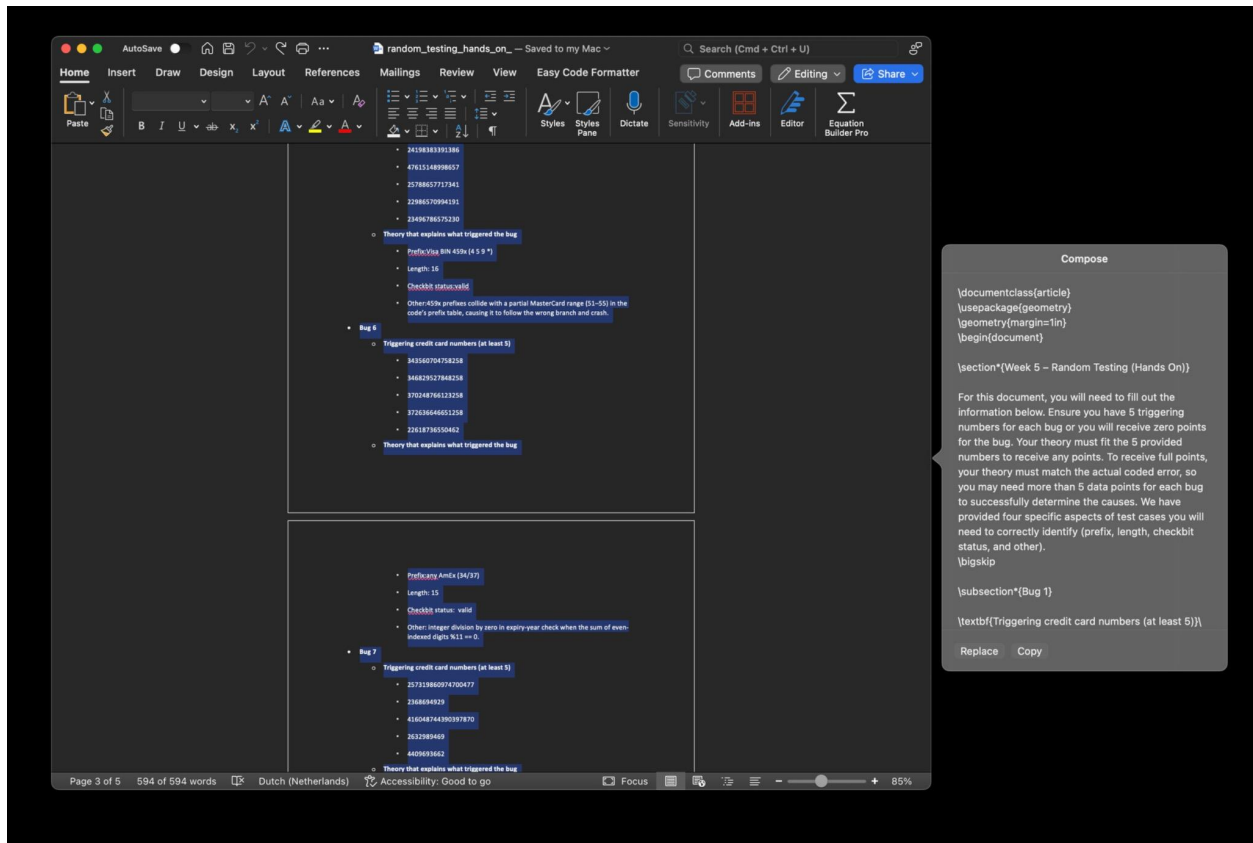 AutoSave
random_testing_hands_on_ — Saved to my Mac
Search (Cmd + Ctrl + U)
Home Insert Draw Design Layout References Mailings Review View Easy Code Formatter
Comments Editing Share
Paste
Aa
B I U ab x₂ x² A A
Styles
Styles Pane
Dictate
Sensitivity
Add-ins
Editor
Equation Builder Pro
24198383391386
47615148998657
25788657717341
22986570994191
23496786575230
Theory that explains what triggered the bug
Prefix:Visa BIN 459x (4 5 9 *)
Length: 16
Checkbit status:valid
Other:459x prefixes collide with a partial MasterCard range (51–55) in the
code's prefix table, causing it to follow the wrong branch and crash.
Bug 6
Triggering credit card numbers (at least 5)
343560704758258
346829527848258
370248766123258
372636646651258
22618736550462
Theory that explains what triggered the bug
Prefix:any AmEx (34/37)
Length: 15
Checkbit status: valid
Other: integer division by zero in expiry-year check when the sum of even-
indexed digits %11 == 0.
Bug 7
Triggering credit card numbers (at least 5)
257319860974700477
2368694929
416048744390397870
2632989469
4409693662
Theory that explains what triggered the bug
Page 3 of 5 594 of 594 words Dutch (Netherlands) Accessibility: Good to go Focus 85%
Compose
\documentclass{article}
\usepackage{geometry}
\geometry{margin=1in}
\begin{document}
\section*{Week 5 – Random Testing (Hands On)}
For this document, you will need to fill out the
information below. Ensure you have 5 triggering
numbers for each bug or you will receive zero points
for the bug. Your theory must fit the 5 provided
numbers to receive any points. To receive full points,
your theory must match the actual coded error, so
you may need more than 5 data points for each bug
to successfully determine the causes. We have
provided four specific aspects of test cases you will
need to correctly identify (prefix, length, checkbit
status, and other).
\bigskip
\subsection*{Bug 1}
\textbf{Triggering credit card numbers (at least 5)}\
Replace Copy